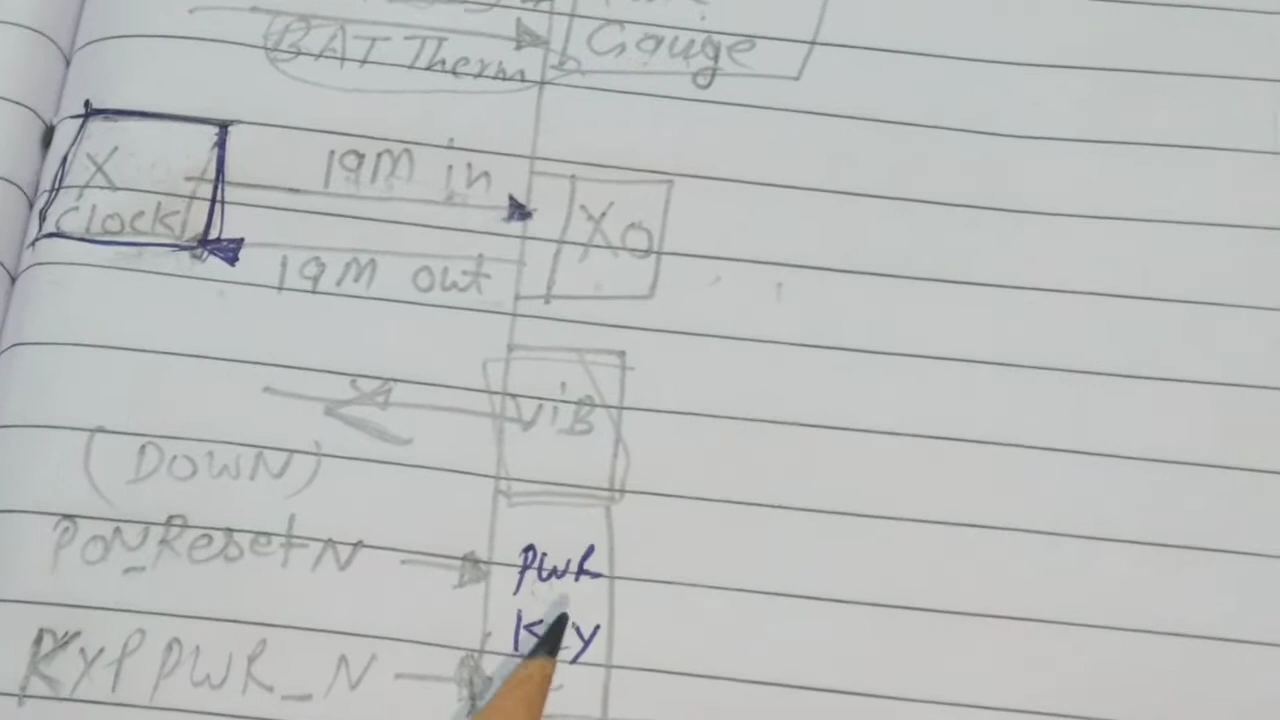 BAT Therm
Gauge
X
Clock
19M in
XO
19M out
ViB
(DOWN)
PON_ResetN
PWR
Key
KYPPWR_N